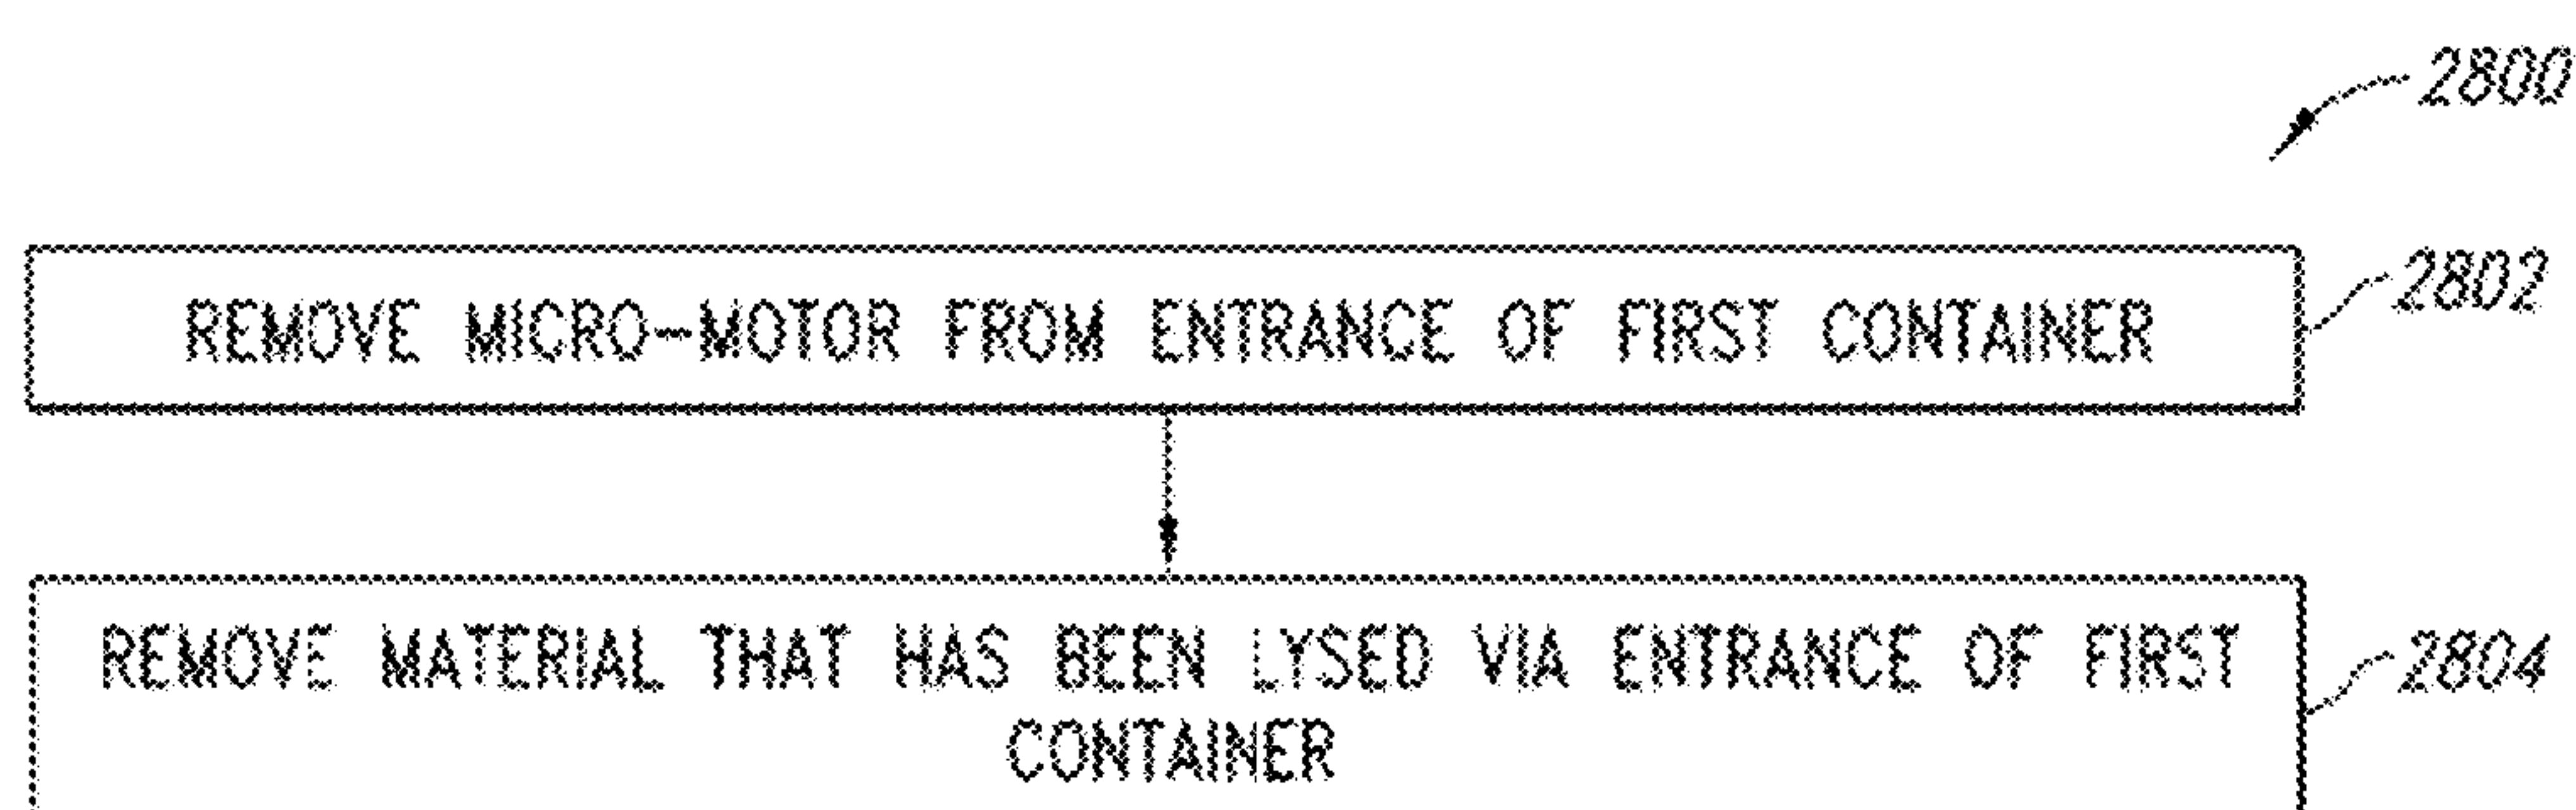 2800
REMOVE MICRO-MOTOR FROM ENTRANCE OF FIRST CONTAINER
2802
REMOVE MATERIAL THAT HAS BEEN LYSED VIA ENTRANCE OF FIRST
2804
CONTAINER